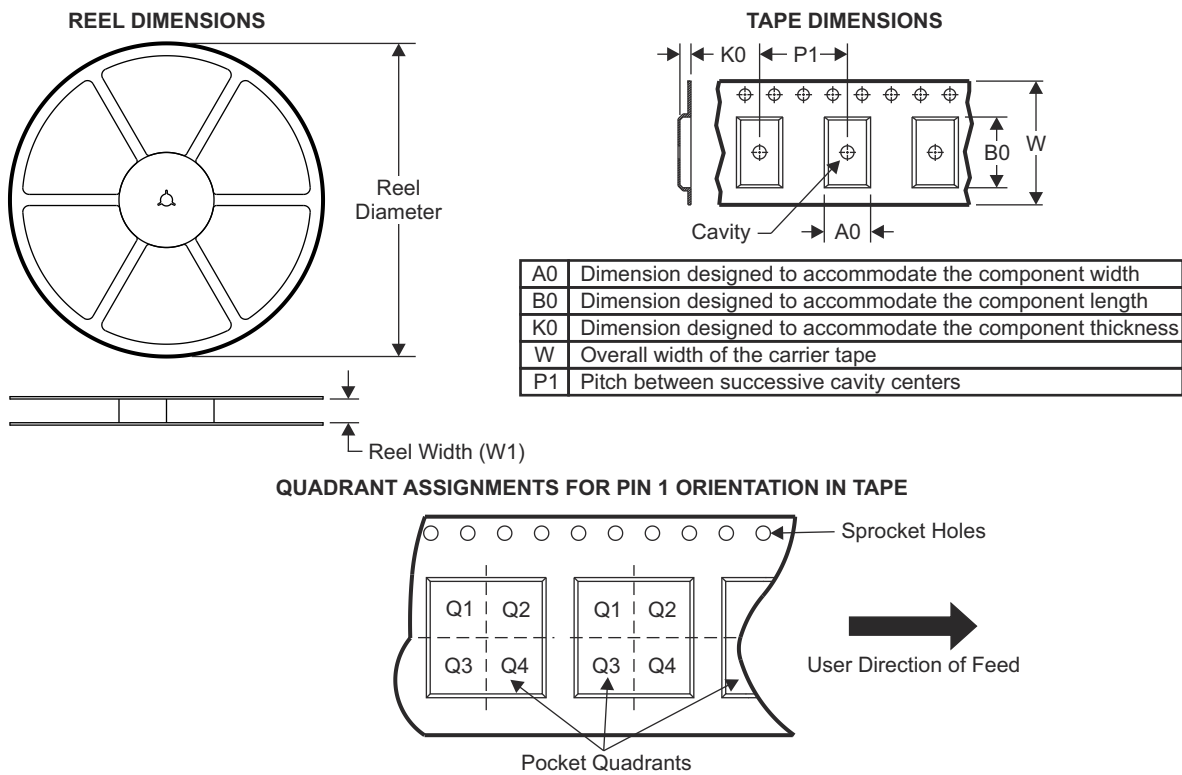 REEL DIMENSIONS
Reel
Diameter
Reel Width (W1)
TAPE DIMENSIONS
K0
P1
B0
W
Cavity
A0
A0 Dimension designed to accommodate the component width
B0 Dimension designed to accommodate the component length
K0 Dimension designed to accommodate the component thickness
W Overall width of the carrier tape
P1 Pitch between successive cavity centers
QUADRANT ASSIGNMENTS FOR PIN 1 ORIENTATION IN TAPE
Sprocket Holes
Q1 Q2 Q1 Q2
Q3 Q4 Q3 Q4
User Direction of Feed
Pocket Quadrants